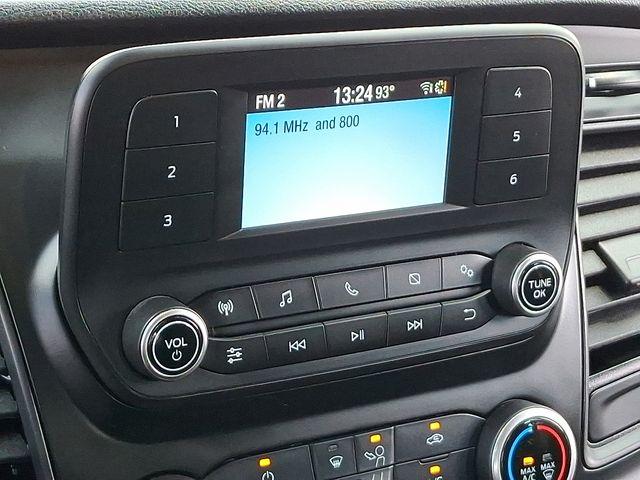 FM 2 13:24 93°
94.1 MHz and 800
1
2
3
4
5
6
VOL
TUNE
OK
MAX
A/C
MAX